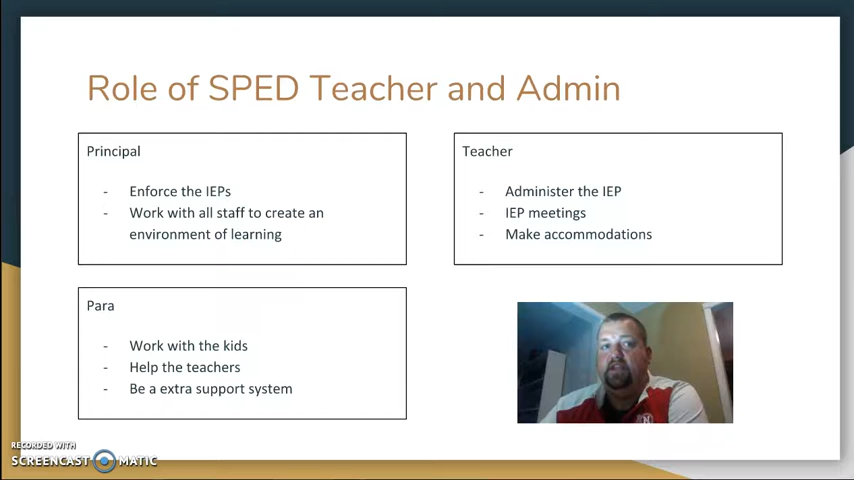 Role of SPED Teacher and Admin
Principal
- Enforce the IEPs
- Work with all staff to create an
environment of learning
Teacher
- Administer the IEP
- IEP meetings
- Make accommodations
Para
- Work with the kids
- Help the teachers
- Be a extra support system
N
RECORDED WITH
SCREENCAST MATIC